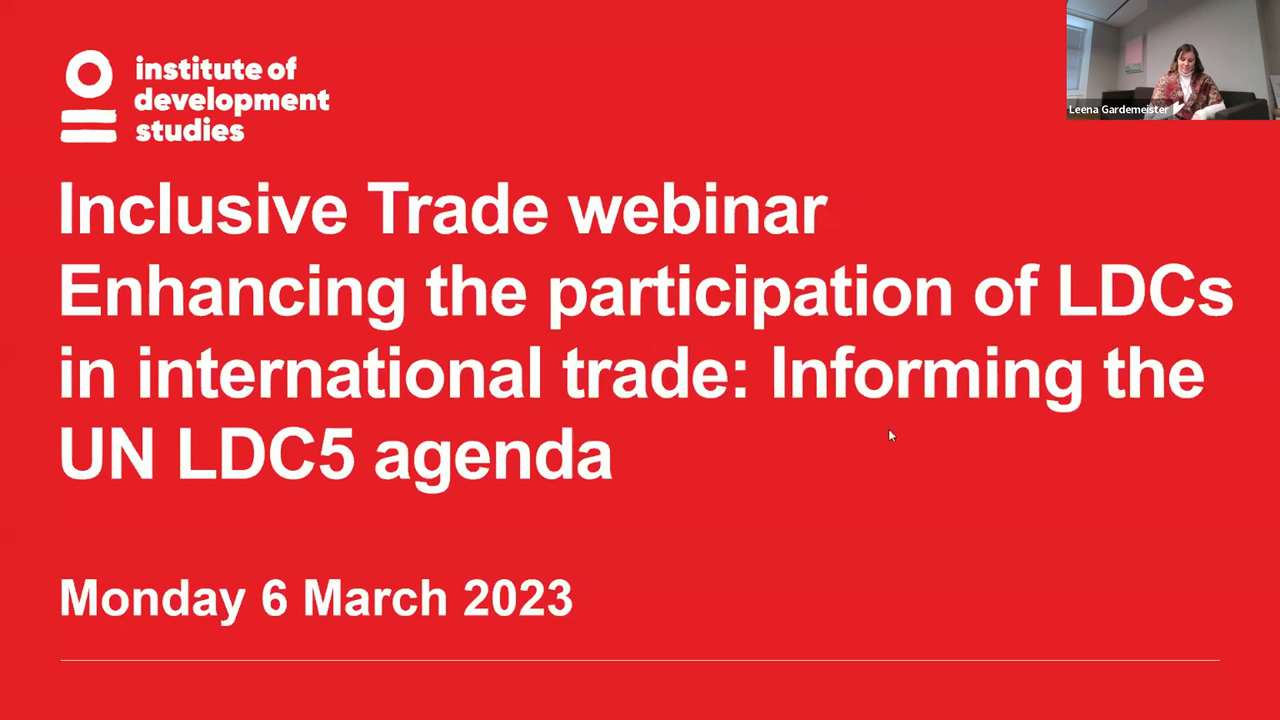 institute of
development
studies
Leena Gardemeister
Inclusive Trade webinar
Enhancing the participation of LDCs
in international trade: Informing the
UN LDC5 agenda
Monday 6 March 2023